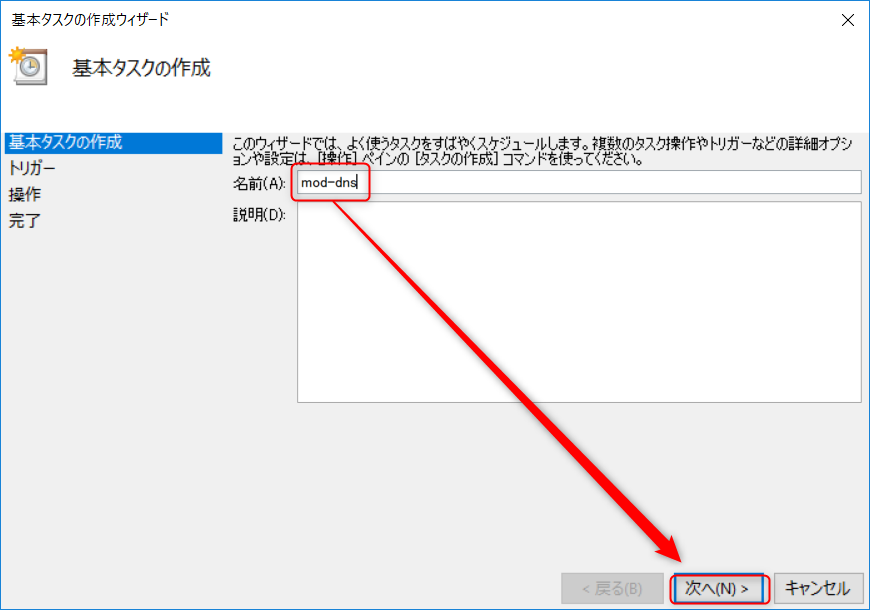 基本タスクの作成ウィザード
基本タスクの作成
基本タスクの作成
トリガー
操作
完了
このウィザードでは、よく使うタスクをすばやくスケジュールします。複数のタスク操作やトリガーなどの詳細オプシ
ョンや設定は、[操作] ペインの [タスクの作成] コマンドを使ってください。
名前(A):
mod-dns
説明(D):
< 戻る(B)
次へ(N) >
キャンセル